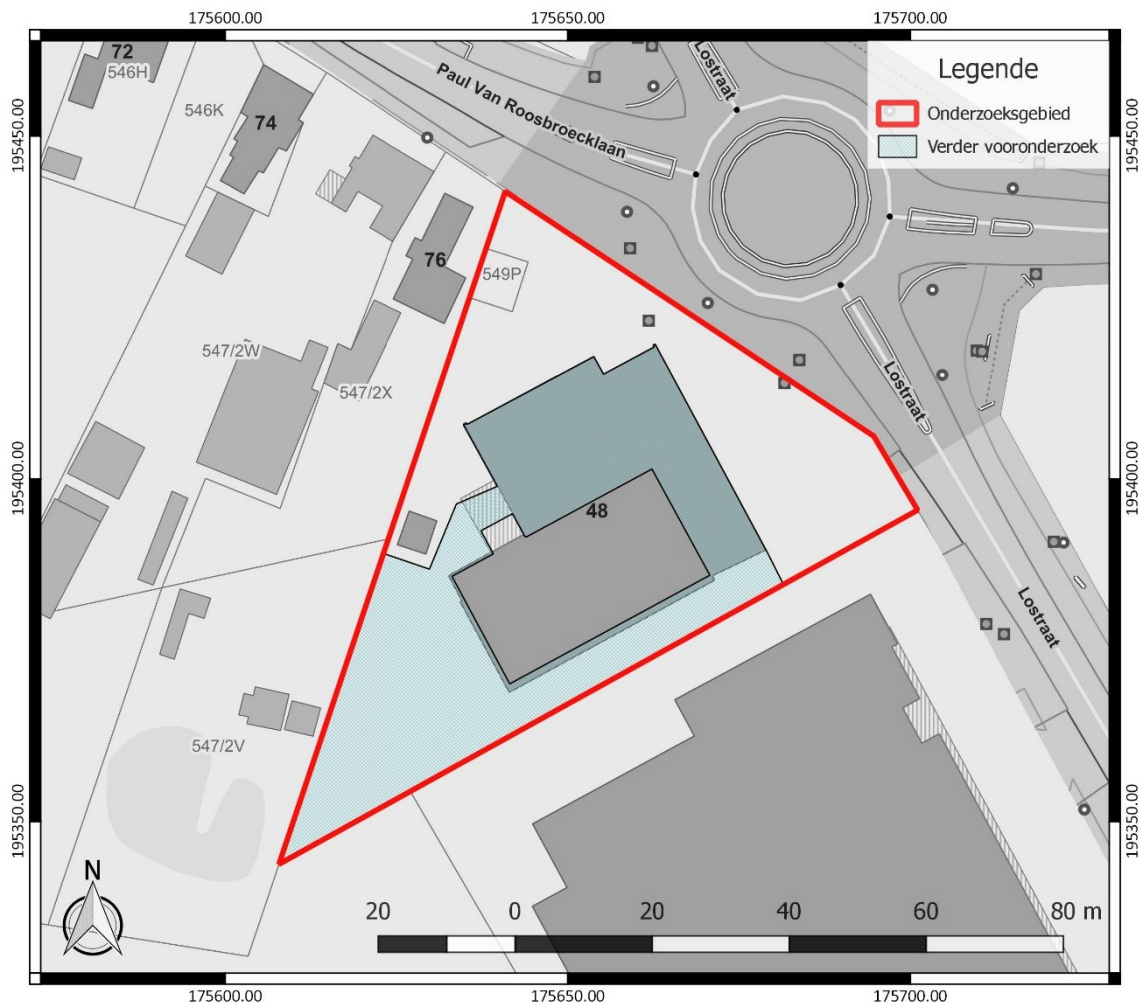 175600.00
175650.00
175700.00
72
546H
546K
74
Paul Van Roosbroecklaan
Lostraat
Legende
Onderzoeksgebied
Verder vooronderzoek
195450.00
195450.00
76
549P
547/2W
547/2X
Lostraat
195400.00
195400.00
48
Lostraat
547/2V
195350.00
195350.00
N
20
0
20
40
60
80 m
175600.00
175650.00
175700.00